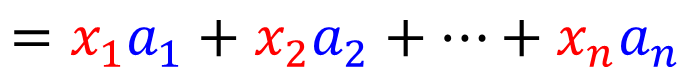 = x₁a₁ + x₂a₂ + ⋯ + xₙaₙ